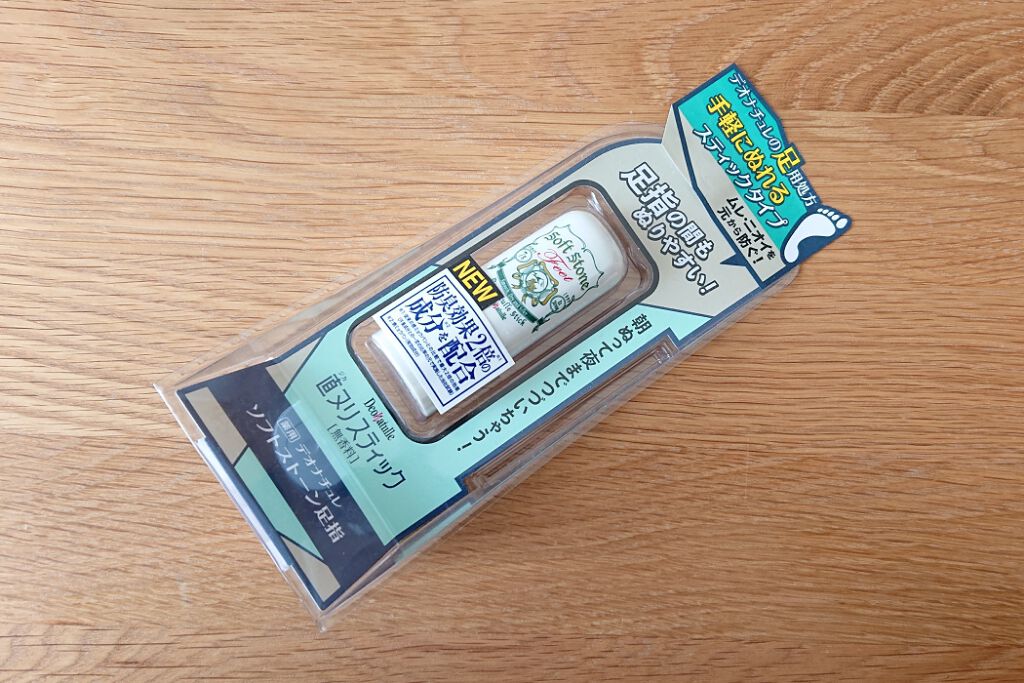 デオナチュレの足用処方
手軽にぬれる
スティックタイプ
ムレ・ニオイを
元から防ぐ!
足指の間も
ぬりやすい!
soft stone
Foot
NEW
防臭効果2倍の
成分を配合
朝ぬって夜までつづいちゃう!
Deonatulle
ジカ
直ヌリスティック
[無香料]
薬用 デオナチュレ
ソフトストーン足指